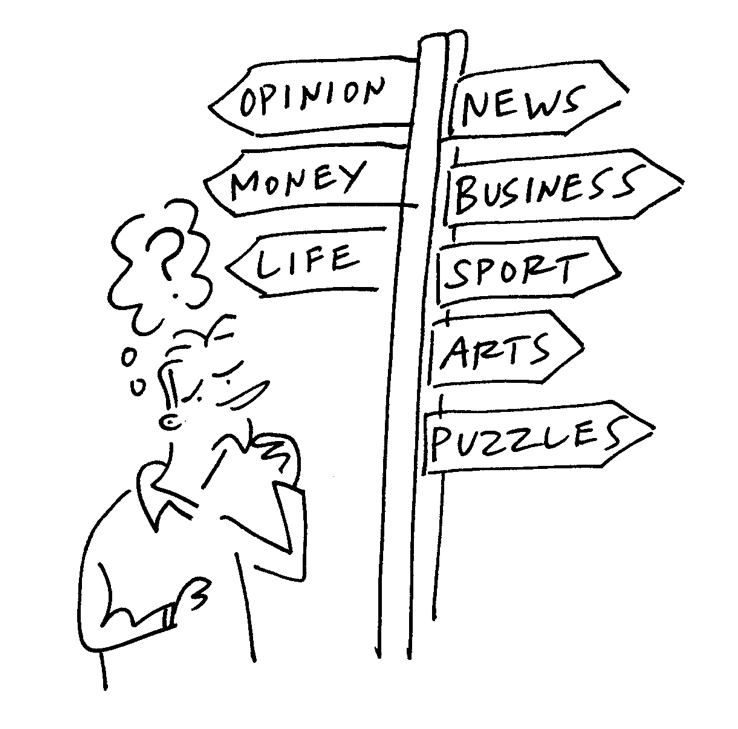 OPINION
NEWS
MONEY
BUSINESS
LIFE
SPORT
ARTS
PUZZLES
?